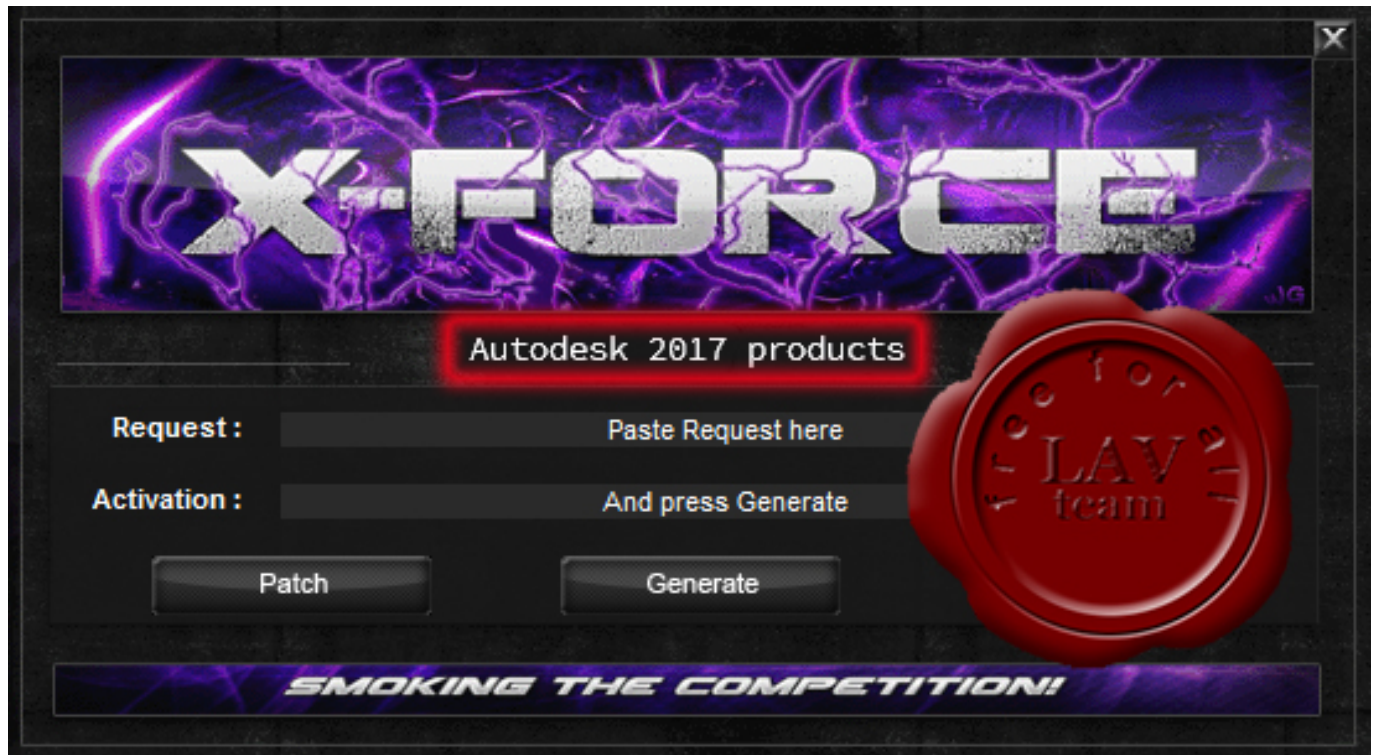 X
X-FORCE
JG
Autodesk 2017 products
Request :
Paste Request here
Activation :
And press Generate
Patch
Generate
free for all
LAV
team
SMOKING THE COMPETITION!